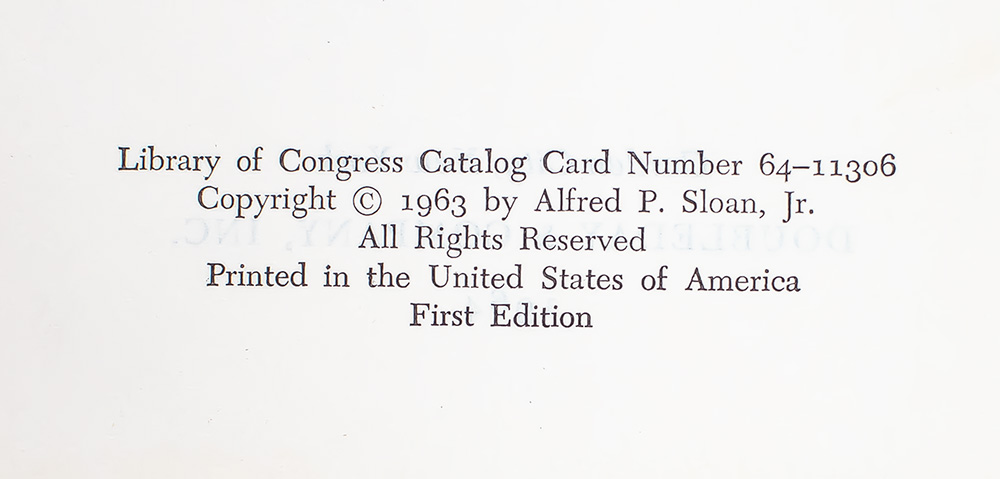 Library of Congress Catalog Card Number 64–11306
Copyright © 1963 by Alfred P. Sloan, Jr.
All Rights Reserved
Printed in the United States of America
First Edition